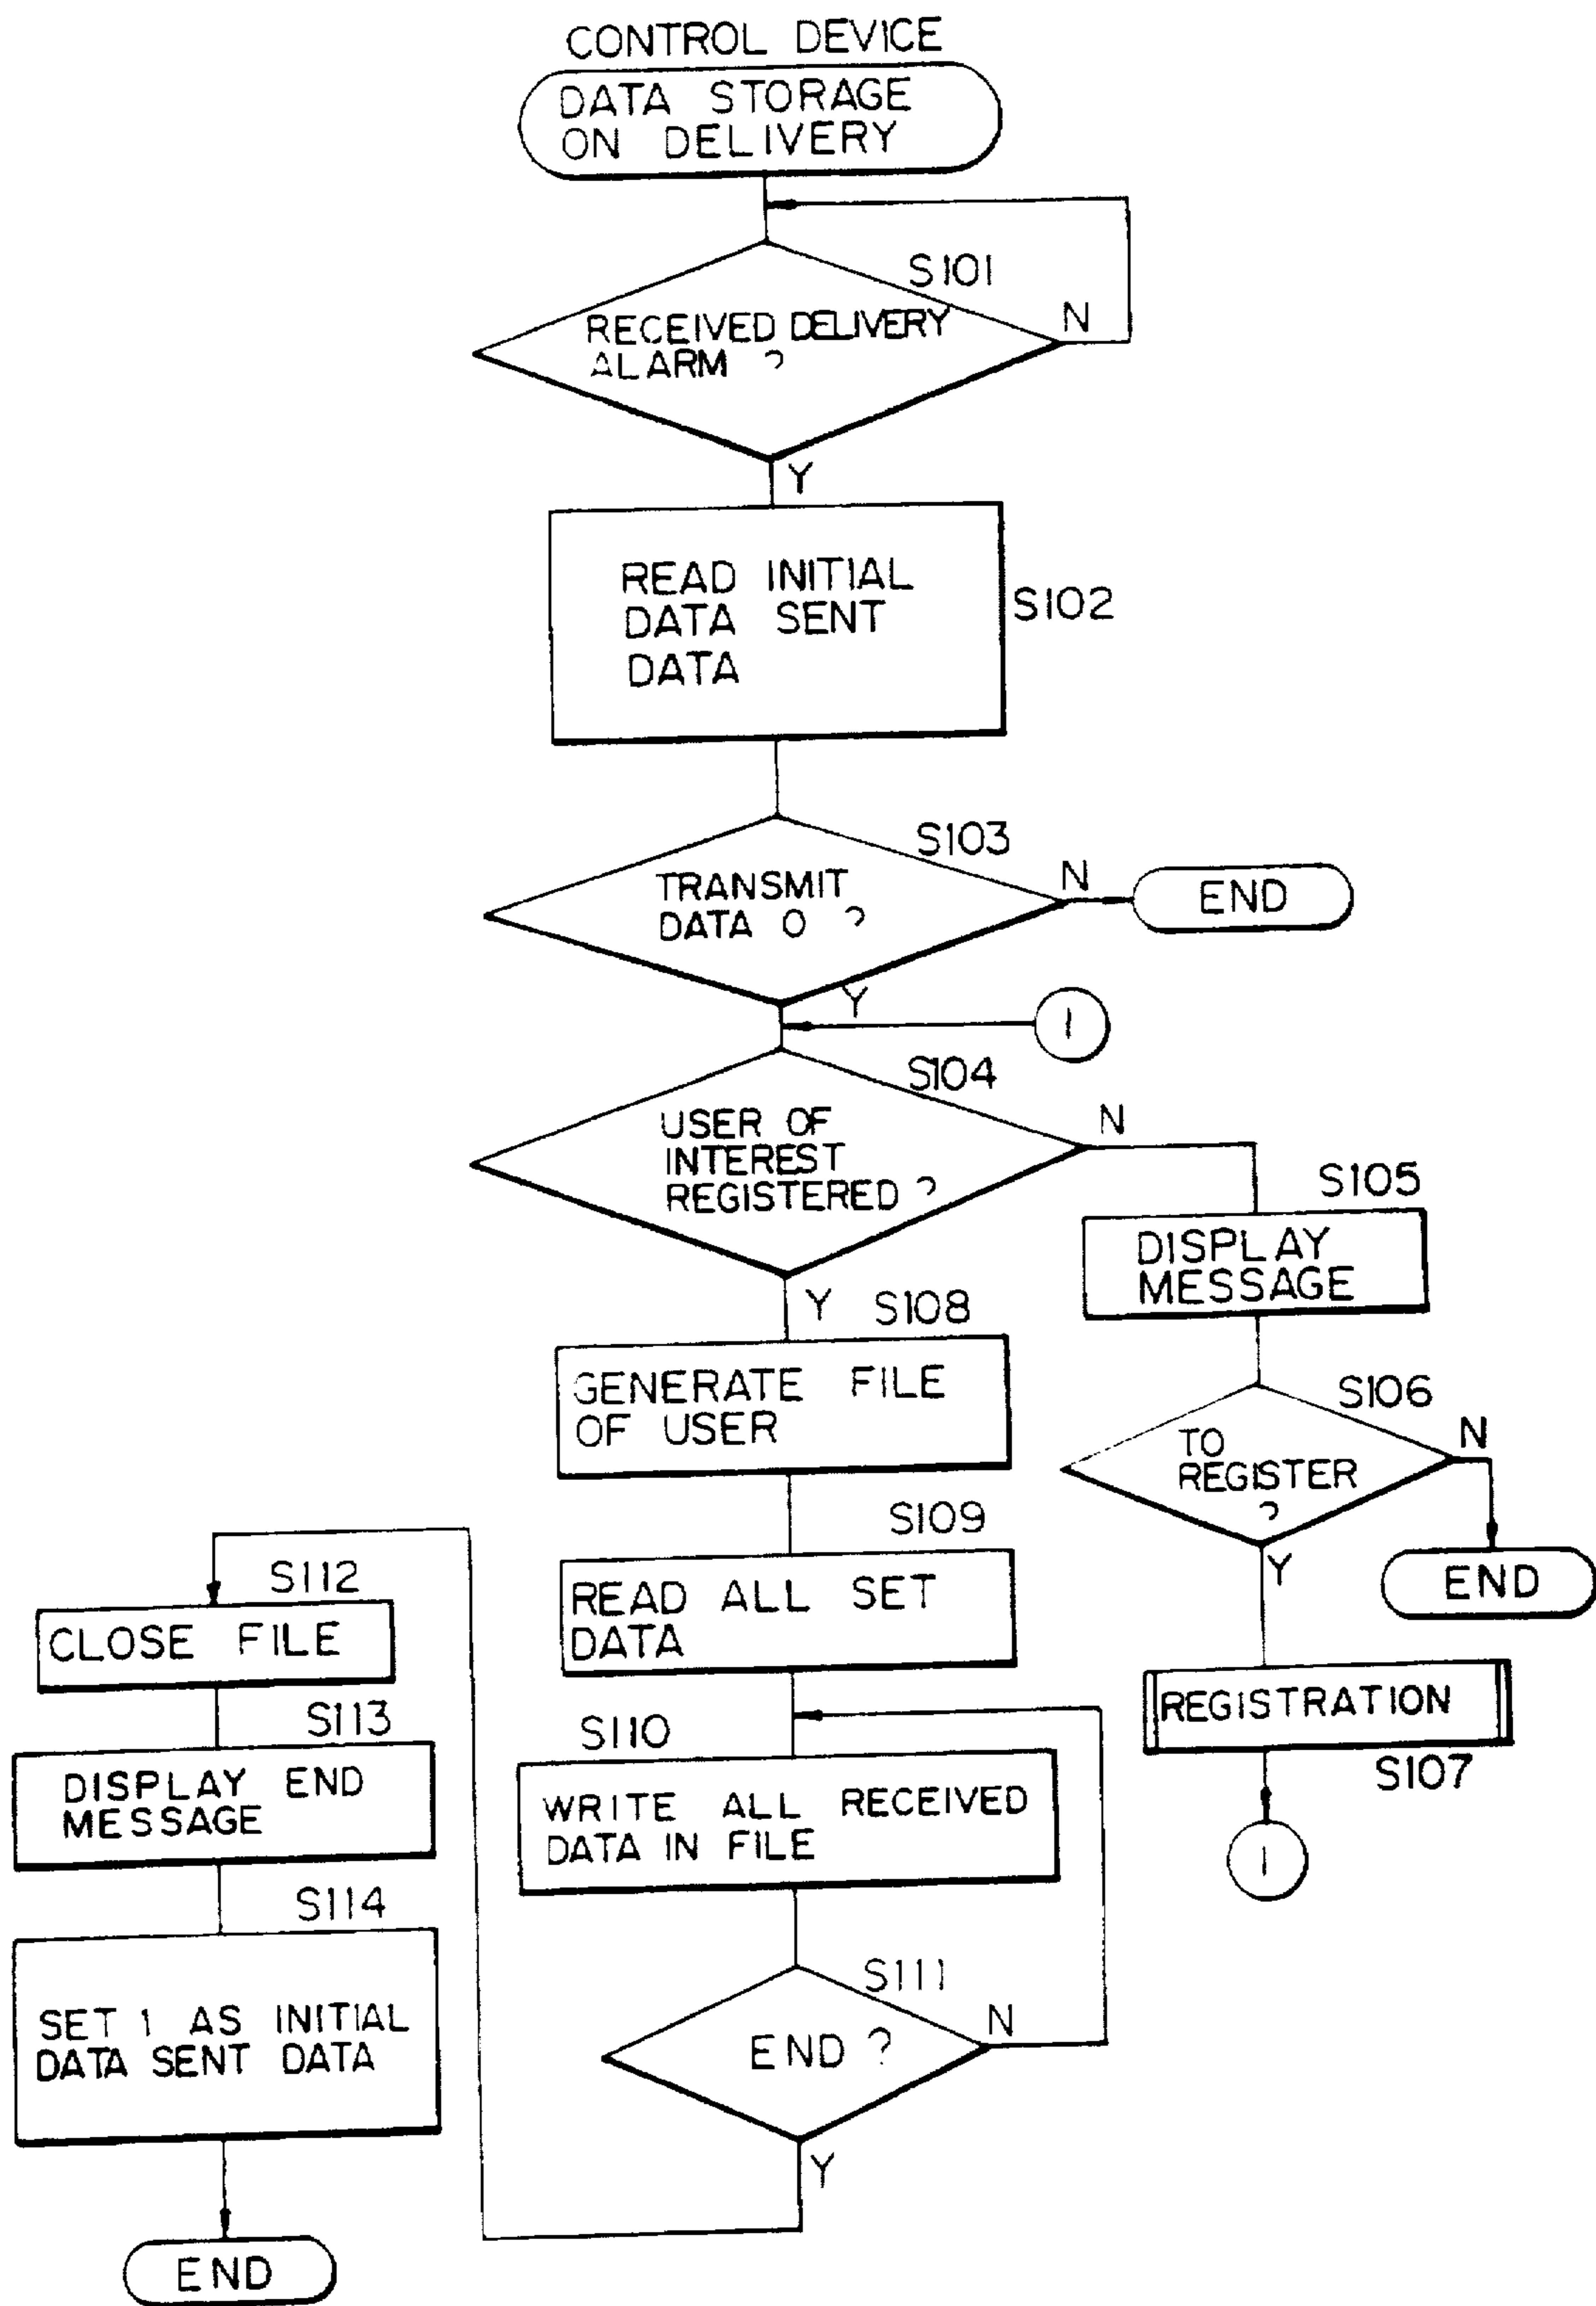 CONTROL DEVICE
DATA STORAGE
ON DELIVERY
S101
RECEIVED DELIVERY
ALARM ?
N
Y
READ INITIAL
DATA SENT
DATA
S102
S103
TRANSMIT
DATA 0 ?
N
END
Y
1
S104
USER OF
INTEREST
REGISTERED ?
N
S105
DISPLAY
MESSAGE
Y
S108
GENERATE FILE
OF USER
S106
TO
REGISTER
?
N
END
Y
S109
READ ALL SET
DATA
REGISTRATION
S107
1
S110
WRITE ALL RECEIVED
DATA IN FILE
S111
END ?
N
Y
S112
CLOSE FILE
S113
DISPLAY END
MESSAGE
S114
SET 1 AS INITIAL
DATA SENT DATA
END